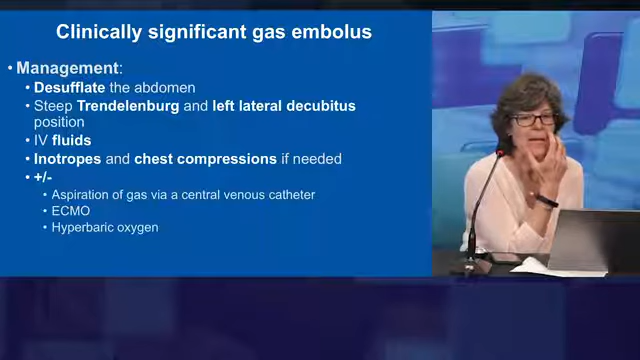 Clinically significant gas embolus
• Management:
• Desufflate the abdomen
• Steep Trendelenburg and left lateral decubitus
position
• IV fluids
• Inotropes and chest compressions if needed
• +/-
• Aspiration of gas via a central venous catheter
• ECMO
• Hyperbaric oxygen